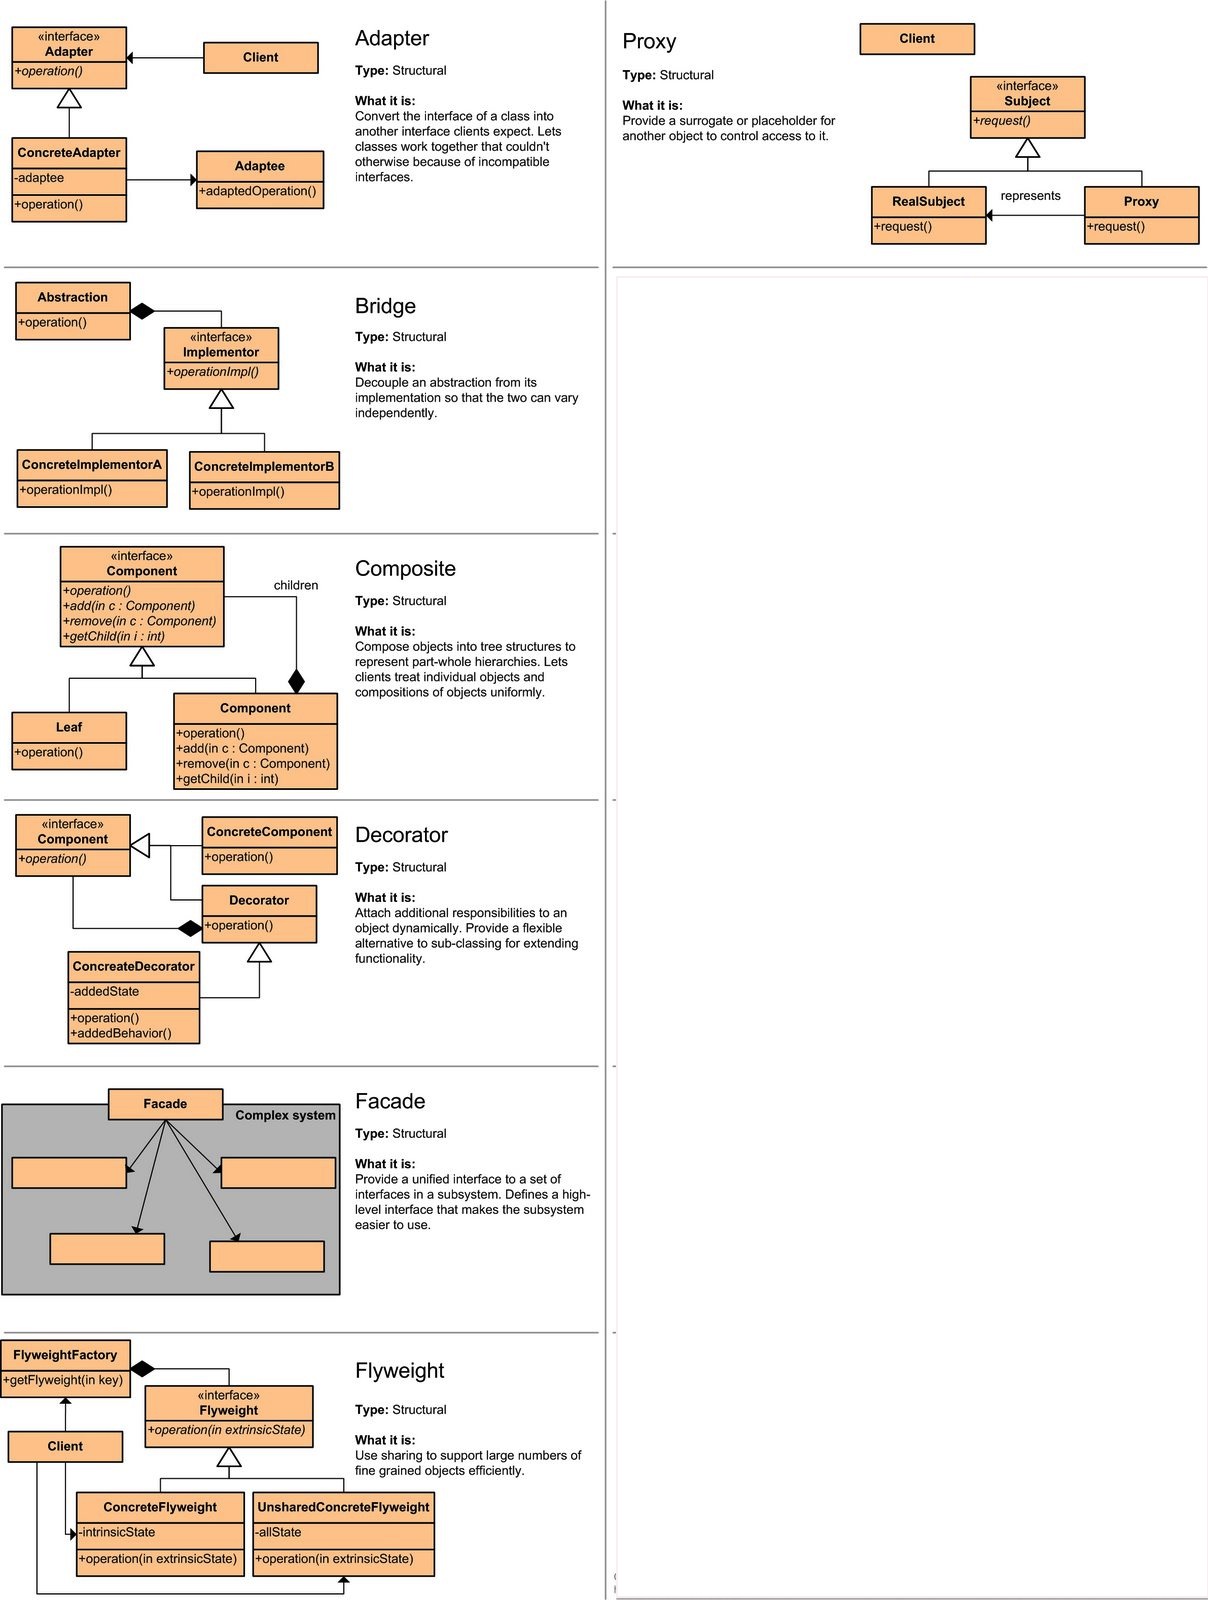 «interface»
Adapter
+operation()
Client
ConcreteAdapter
-adaptee
+operation()
Adaptee
+adaptedOperation()
Adapter
Type: Structural
What it is:
Convert the interface of a class into
another interface clients expect. Lets
classes work together that couldn't
otherwise because of incompatible
interfaces.
Proxy
Type: Structural
What it is:
Provide a surrogate or placeholder for
another object to control access to it.
Client
«interface»
Subject
+request()
RealSubject
+request()
represents
Proxy
+request()
Abstraction
+operation()
«interface»
Implementor
+operationImpl()
ConcreteImplementorA
+operationImpl()
ConcreteImplementorB
+operationImpl()
Bridge
Type: Structural
What it is:
Decouple an abstraction from its
implementation so that the two can vary
independently.
«interface»
Component
+operation()
+add(in c : Component)
+remove(in c : Component)
+getChild(in i : int)
children
Leaf
+operation()
Component
+operation()
+add(in c : Component)
+remove(in c : Component)
+getChild(in i : int)
Composite
Type: Structural
What it is:
Compose objects into tree structures to
represent part-whole hierarchies. Lets
clients treat individual objects and
compositions of objects uniformly.
«interface»
Component
+operation()
ConcreteComponent
+operation()
Decorator
+operation()
ConcreateDecorator
-addedState
+operation()
+addedBehavior()
Decorator
Type: Structural
What it is:
Attach additional responsibilities to an
object dynamically. Provide a flexible
alternative to sub-classing for extending
functionality.
Facade
Complex system
Facade
Type: Structural
What it is:
Provide a unified interface to a set of
interfaces in a subsystem. Defines a high-
level interface that makes the subsystem
easier to use.
FlyweightFactory
+getFlyweight(in key)
«interface»
Flyweight
+operation(in extrinsicState)
Client
ConcreteFlyweight
-intrinsicState
+operation(in extrinsicState)
UnsharedConcreteFlyweight
-allState
+operation(in extrinsicState)
Flyweight
Type: Structural
What it is:
Use sharing to support large numbers of
fine grained objects efficiently.